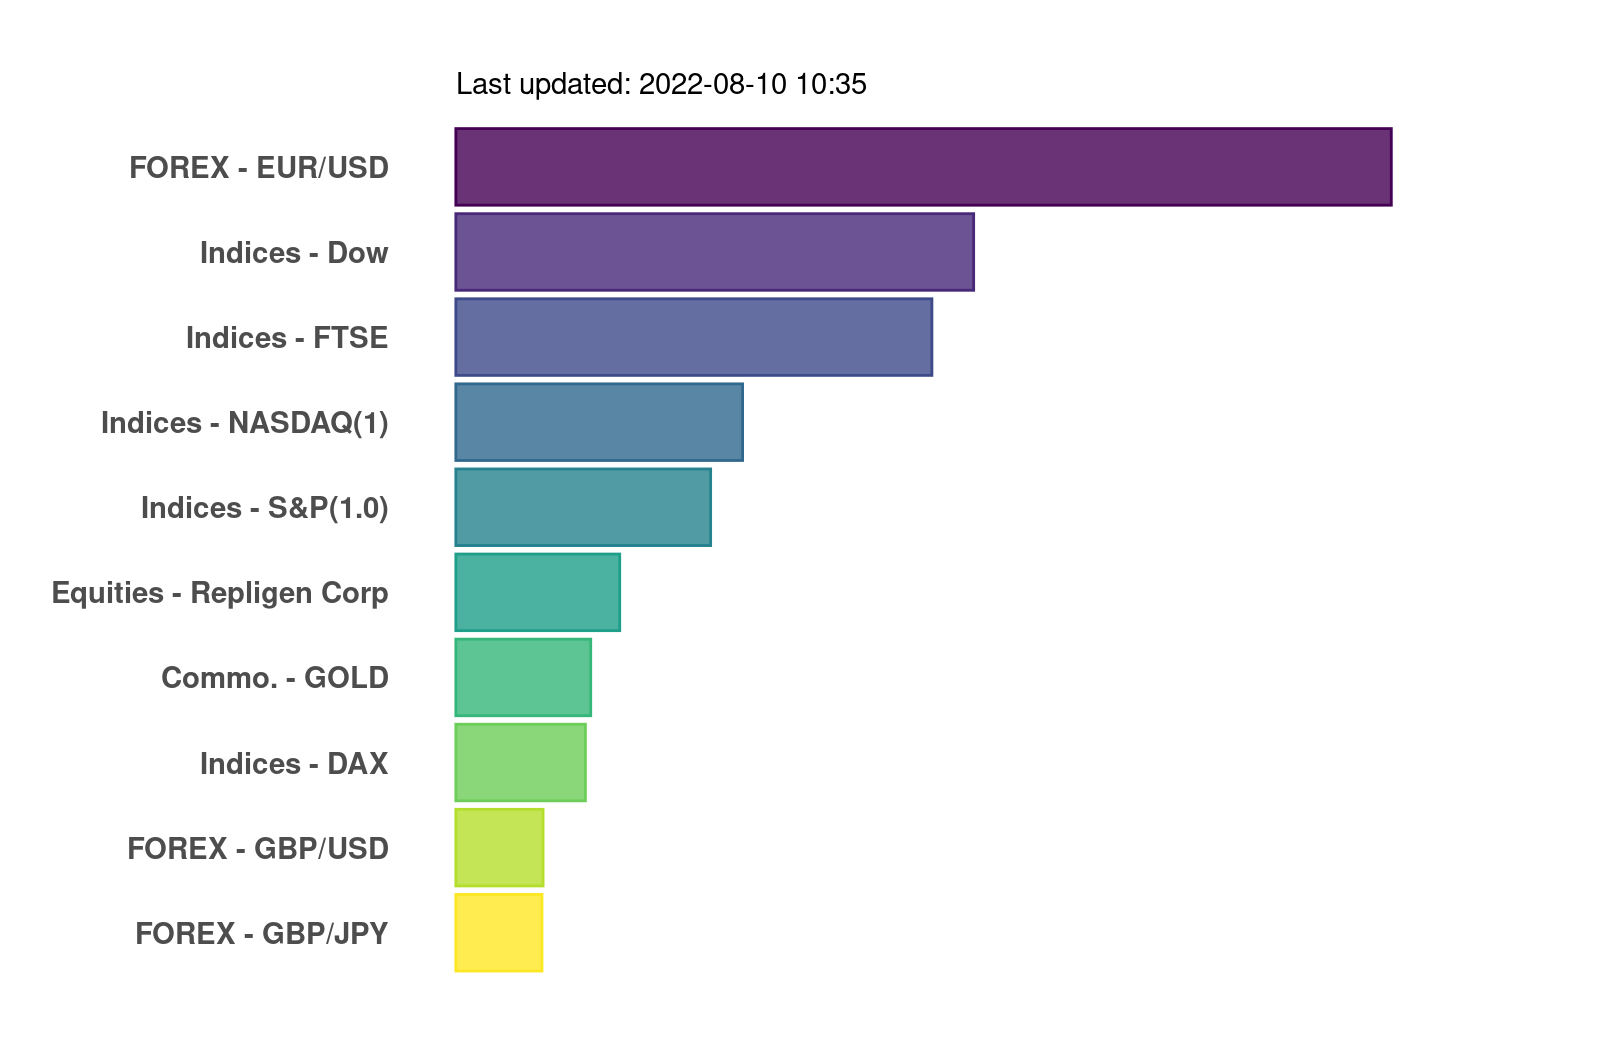 Last updated: 2022-08-10 10:35
FOREX - EUR/USD
Indices - Dow
Indices - FTSE
Indices - NASDAQ(1)
Indices - S&P(1.0)
Equities - Repligen Corp
Commo. - GOLD
Indices - DAX
FOREX - GBP/USD
FOREX - GBP/JPY